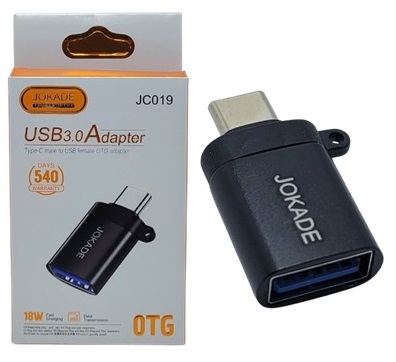 JOKADE
JC019
USB3.0 Adapter
Type-C male to USB female OTG adapter
DAYS
540
WARRANTY
JOKADE
18W
Fast
Charging
Data
Transmission
OTG
JOKADE